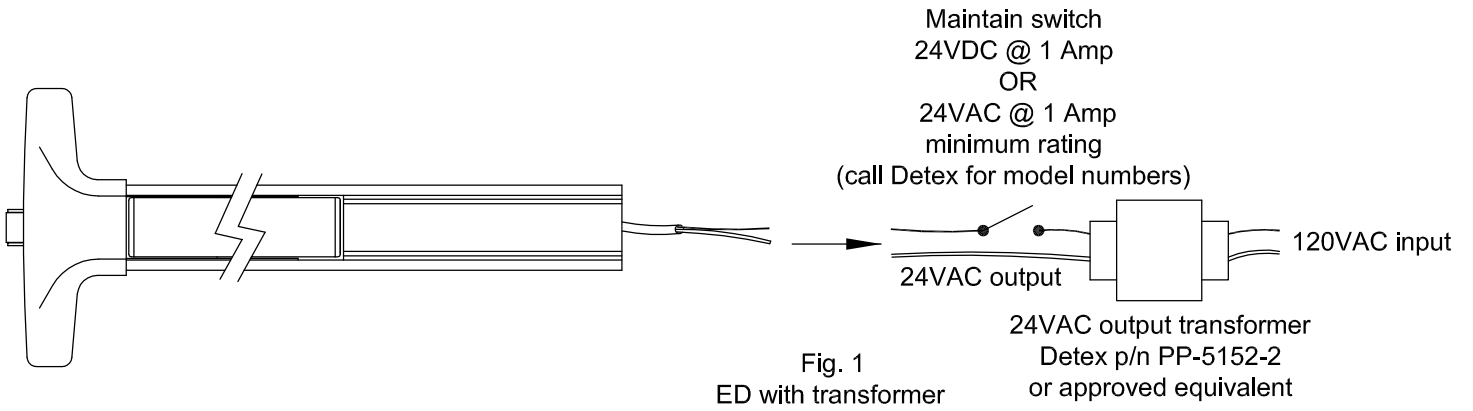 Maintain switch
24VDC @ 1 Amp
OR
24VAC @ 1 Amp
minimum rating
(call Detex for model numbers)
120VAC input
24VAC output
24VAC output transformer
Detex p/n PP-5152-2
or approved equivalent
Fig. 1
ED with transformer